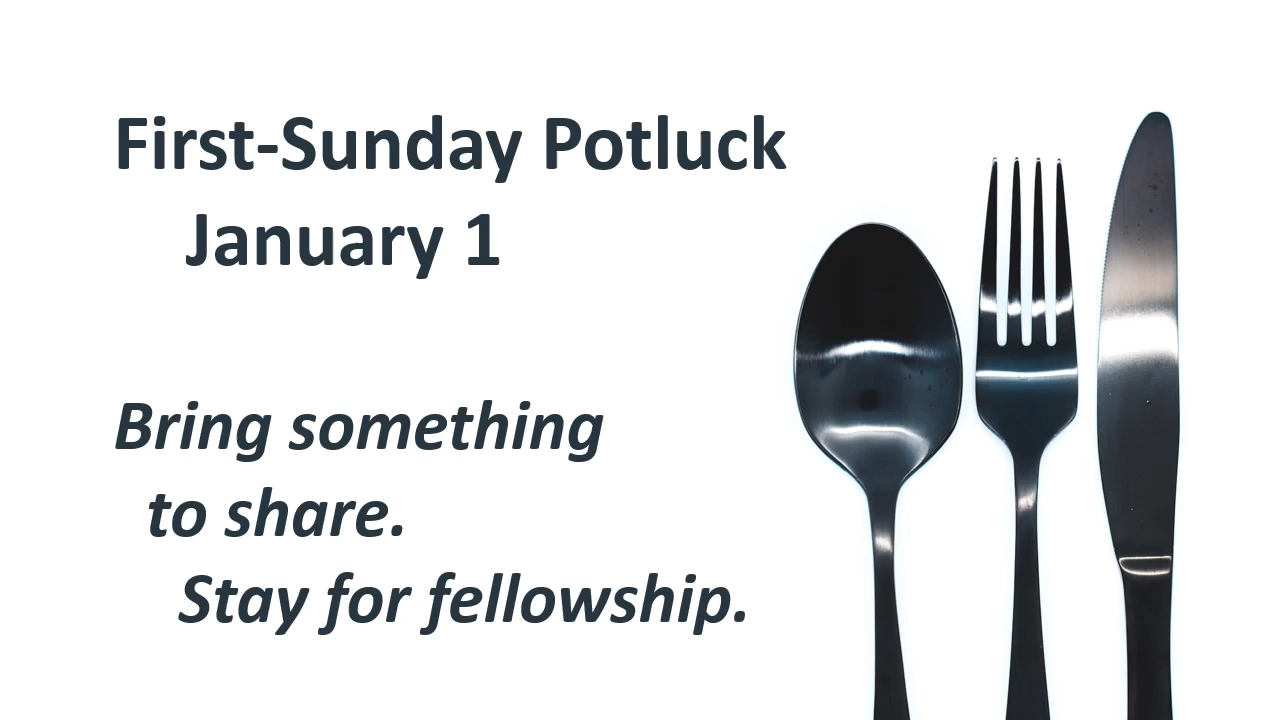 First-Sunday Potluck
January 1
Bring something
to share.
Stay for fellowship.